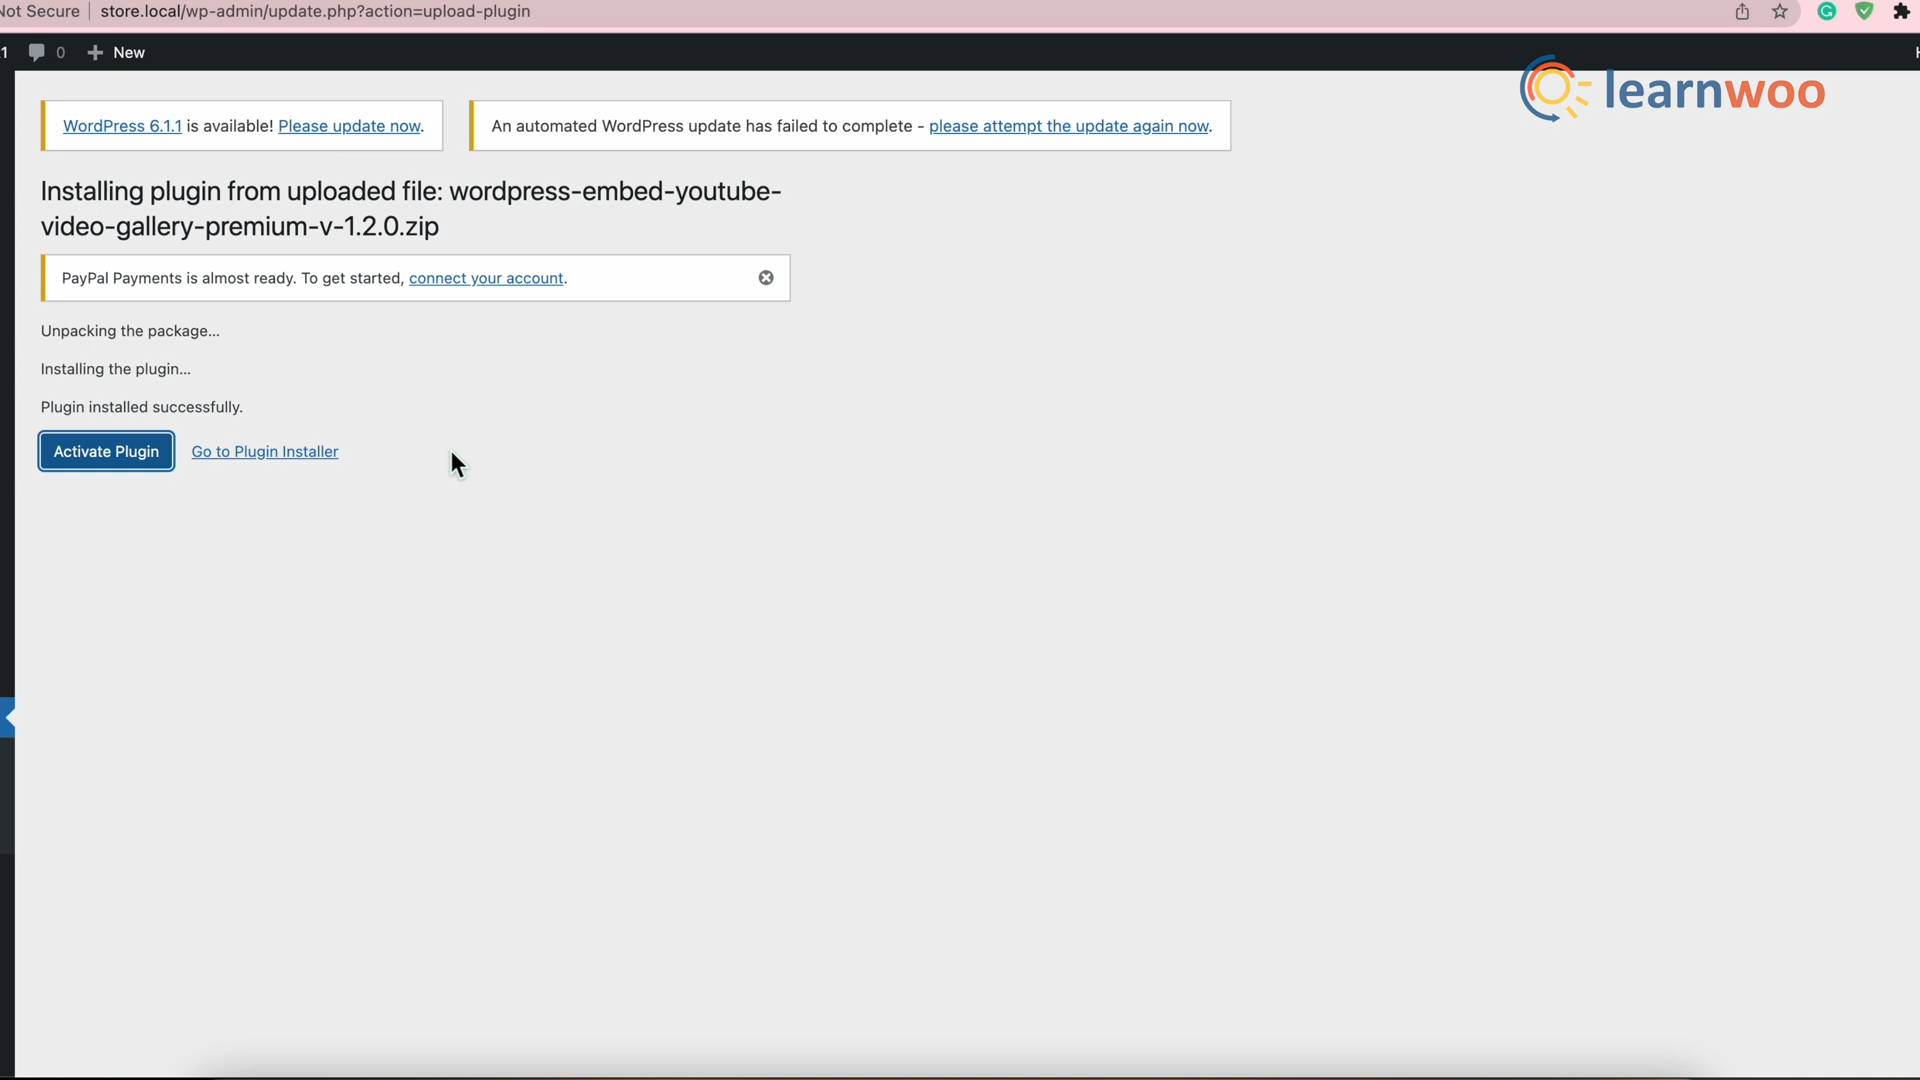 Not Secure | store.local/wp-admin/update.php?action=upload-plugin
1 0 + New
learnwoo
WordPress 6.1.1 is available! Please update now.
An automated WordPress update has failed to complete - please attempt the update again now.
Installing plugin from uploaded file: wordpress-embed-youtube-
video-gallery-premium-v-1.2.0.zip
PayPal Payments is almost ready. To get started, connect your account.
Unpacking the package...
Installing the plugin...
Plugin installed successfully.
Activate Plugin Go to Plugin Installer